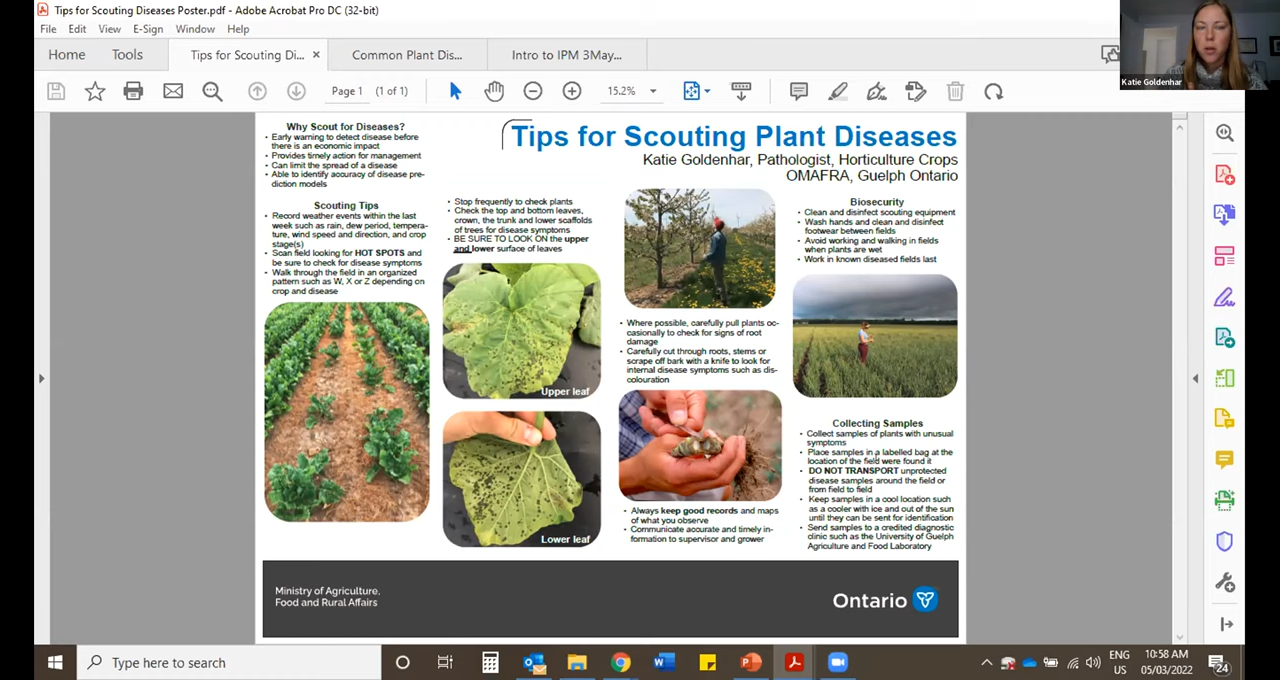 Tips for Scouting Diseases Poster.pdf - Adobe Acrobat Pro DC (32-bit)
File Edit View E-Sign Window Help
Home Tools Tips for Scouting Di... × Common Plant Dis... Intro to IPM 3May...
Page 1 (1 of 1) 15.2%
Katie Goldenhar
Why Scout for Diseases?
• Early warning to detect disease before
there is an economic impact
• Provides timely action for management
• Can limit the spread of a disease
• Able to identify accuracy of disease pre-
diction models
Scouting Tips
• Record weather events within the last
week such as rain, dew period, tempera-
ture, wind speed and direction, and crop
stage(s)
• Scan field looking for HOT SPOTS and
be sure to check for disease symptoms
• Walk through the field in an organized
pattern such as W, X or Z depending on
crop and disease
Tips for Scouting Plant Diseases
Katie Goldenhar, Pathologist, Horticulture Crops
OMAFRA, Guelph Ontario
• Stop frequently to check plants
• Check the top and bottom leaves,
crown, the trunk and lower scaffolds
of trees for disease symptoms
• BE SURE TO LOOK ON the upper
and lower surface of leaves
Upper leaf
Lower leaf
• Where possible, carefully pull plants oc-
casionally to check for signs of root
damage
• Carefully cut through roots, stems or
scrape off bark with a knife to look for
internal disease symptoms such as dis-
colouration
• Always keep good records and maps
of what you observe
• Communicate accurate and timely in-
formation to supervisor and grower
Biosecurity
• Clean and disinfect scouting equipment
• Wash hands and clean and disinfect
footwear between fields
• Avoid working and walking in fields
when plants are wet
• Work in known diseased fields last
Collecting Samples
• Collect samples of plants with unusual
symptoms
• Place samples in a labelled bag at the
location of the field were found it
• DO NOT TRANSPORT unprotected
disease samples around the field or
from field to field
• Keep samples in a cool location such
as a cooler with ice and out of the sun
until they can be sent for identification
• Send samples to a credited diagnostic
clinic such as the University of Guelph
Agriculture and Food Laboratory
Ministry of Agriculture,
Food and Rural Affairs
Ontario
Type here to search
ENG
US
10:58 AM
05/03/2022
24